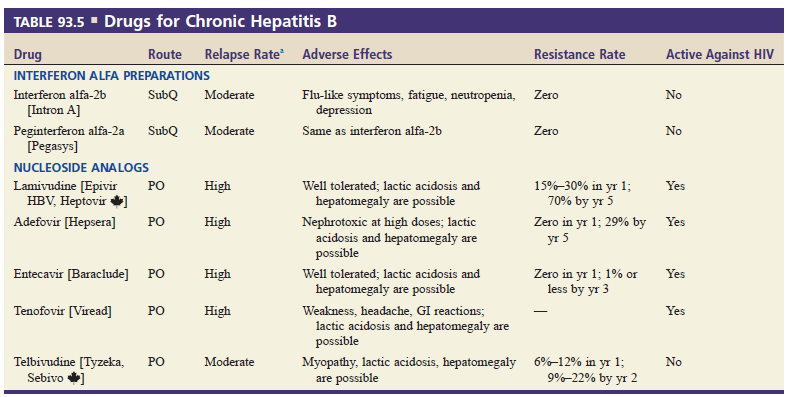 TABLE 93.5 ▪ Drugs for Chronic Hepatitis B
Drug Route Relapse Rateᵃ Adverse Effects Resistance Rate Active Against HIV
INTERFERON ALFA PREPARATIONS
Interferon alfa-2b SubQ Moderate Flu-like symptoms, fatigue, neutropenia, Zero No
[Intron A] depression
Peginterferon alfa-2a SubQ Moderate Same as interferon alfa-2b Zero No
[Pegasys]
NUCLEOSIDE ANALOGS
Lamivudine [Epivir PO High Well tolerated; lactic acidosis and 15%–30% in yr 1; Yes
HBV, Heptovir 🍁] hepatomegaly are possible 70% by yr 5
Adefovir [Hepsera] PO High Nephrotoxic at high doses; lactic Zero in yr 1; 29% by Yes
acidosis and hepatomegaly are yr 5
possible
Entecavir [Baraclude] PO High Well tolerated; lactic acidosis and Zero in yr 1; 1% or Yes
hepatomegaly are possible less by yr 3
Tenofovir [Viread] PO High Weakness, headache, GI reactions; — Yes
lactic acidosis and hepatomegaly are
possible
Telbivudine [Tyzeka, PO Moderate Myopathy, lactic acidosis, hepatomegaly 6%–12% in yr 1; No
Sebivo 🍁] are possible 9%–22% by yr 2